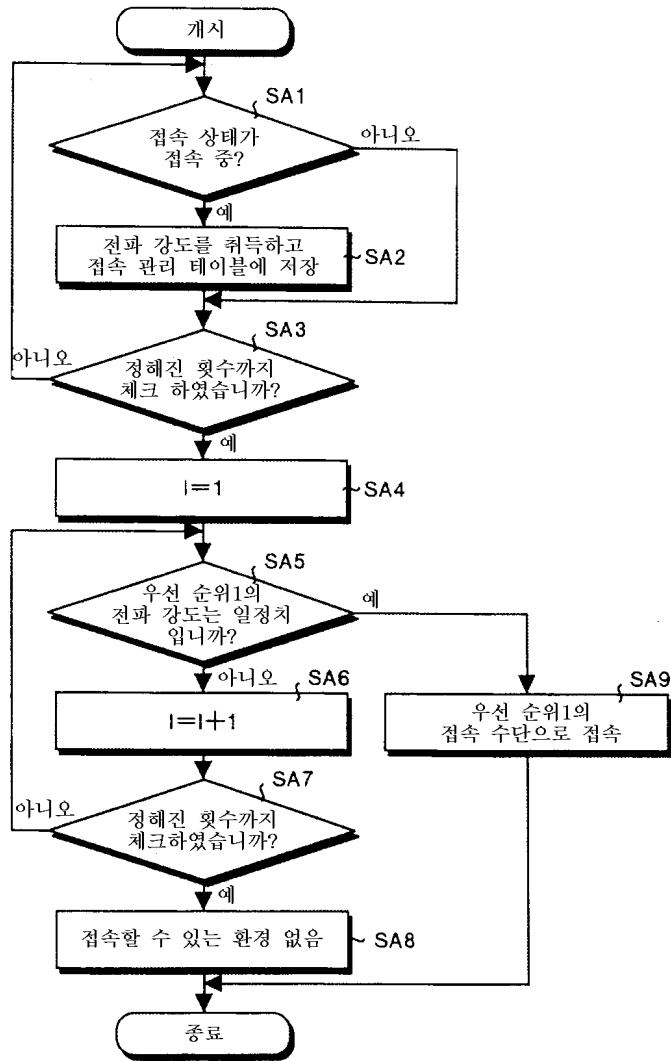 개시
SA1
접속 상태가
접속 중?
아니오
예
전파 강도를 취득하고
접속 관리 테이블에 저장
SA2
SA3
아니오
정해진 횟수까지
체크 하였습니까?
예
I=1
SA4
SA5
우선 순위1의
전파 강도는 일정치
입니까?
예
아니오
SA6
I=I+1
SA9
우선 순위1의
접속 수단으로 접속
SA7
아니오
정해진 횟수까지
체크하였습니까?
예
접속할 수 있는 환경 없음
SA8
종료